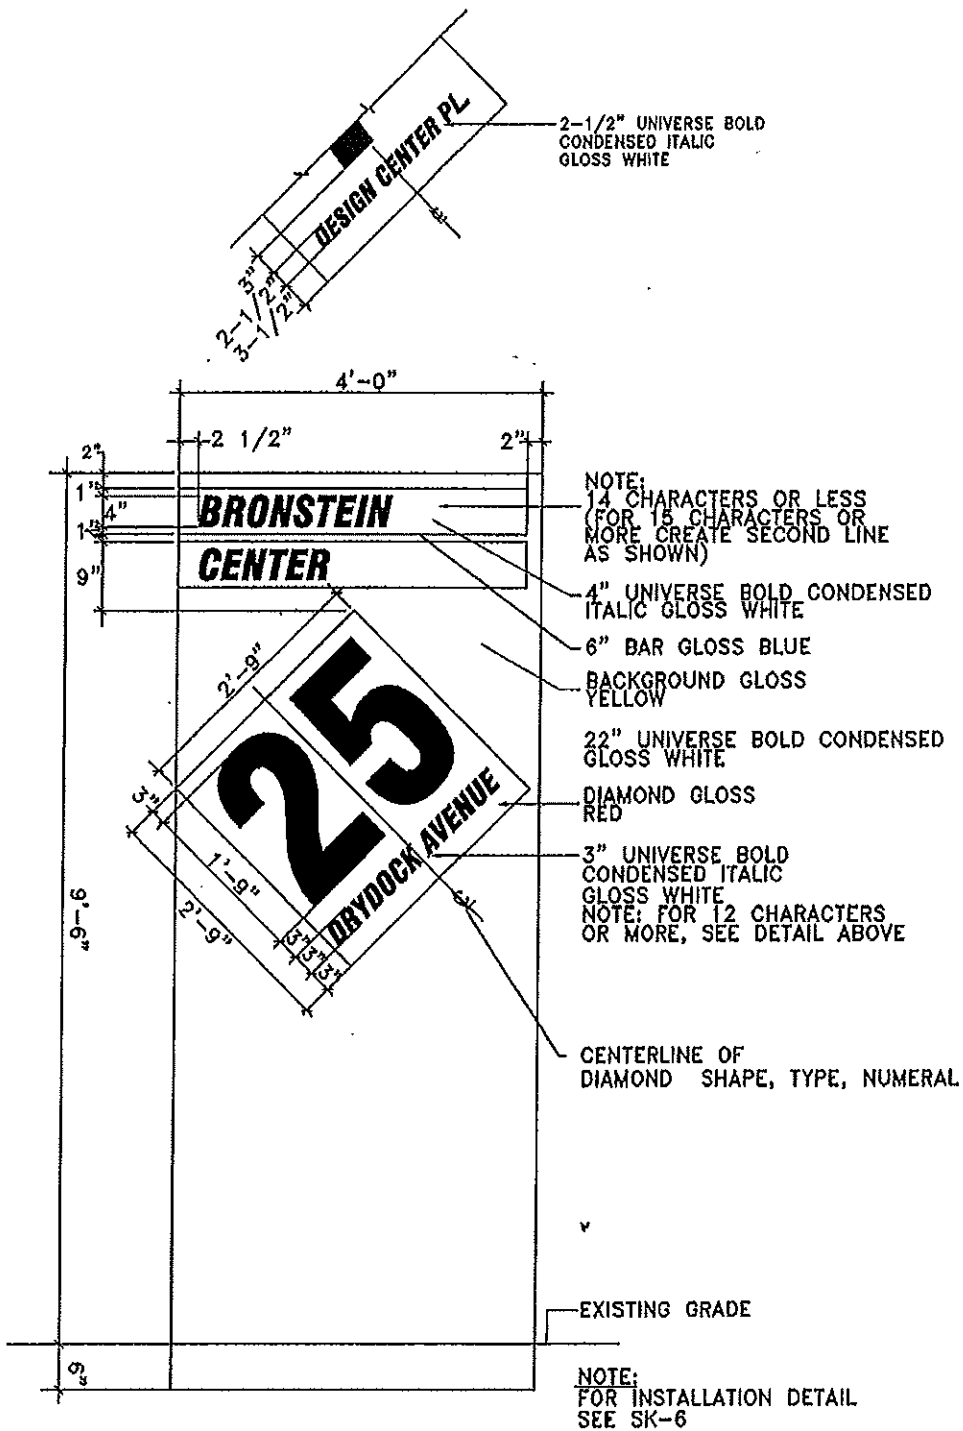 DESIGN CENTER PL.
2-1/2" UNIVERSE BOLD
CONDENSED ITALIC
GLOSS WHITE
3"
2-1/2"
3-1/2"
4'-0"
2 1/2"
2"
2"
1"
4"
1"
9"
BRONSTEIN
CENTER
NOTE:
14 CHARACTERS OR LESS
(FOR 15 CHARACTERS OR
MORE CREATE SECOND LINE
AS SHOWN)
4" UNIVERSE BOLD CONDENSED
ITALIC GLOSS WHITE
6" BAR GLOSS BLUE
BACKGROUND GLOSS
YELLOW
22" UNIVERSE BOLD CONDENSED
GLOSS WHITE
DIAMOND GLOSS
RED
3" UNIVERSE BOLD
CONDENSED ITALIC
GLOSS WHITE
NOTE: FOR 12 CHARACTERS
OR MORE, SEE DETAIL ABOVE
2'-9"
25
DRYDOCK AVENUE
3"
1'-9"
2'-9"
3"
3"
3"
9'-6"
CENTERLINE OF
DIAMOND SHAPE, TYPE, NUMERAL
EXISTING GRADE
6"
NOTE:
FOR INSTALLATION DETAIL
SEE SK-6